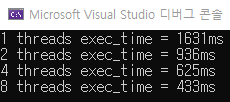 C:\ Microsoft Visual Studio 디버그 콘솔
1 threads exec_time = 1631ms
2 threads exec_time = 936ms
4 threads exec_time = 625ms
8 threads exec_time = 433ms